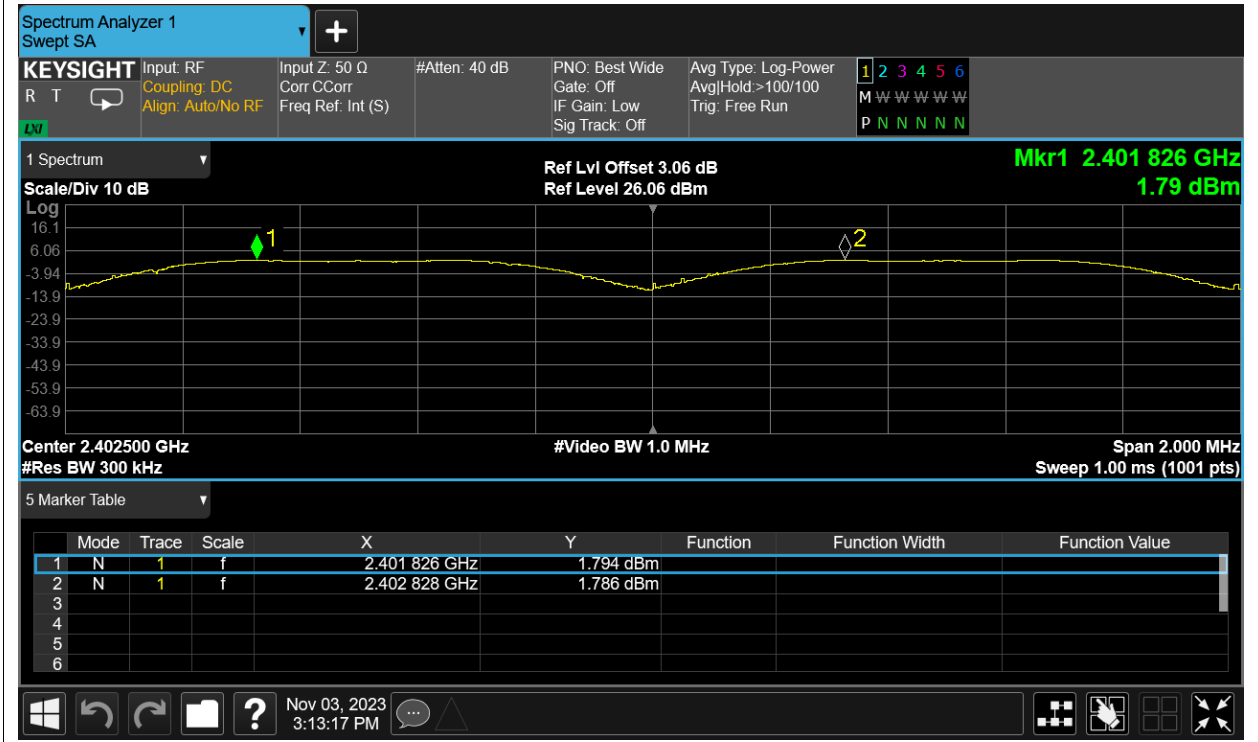 Spectrum Analyzer 1
Swept SA
+
KEYSIGHT
R T
LXI
Input: RF
Coupling: DC
Align: Auto/No RF
Input Z: 50 Ω
Corr CCorr
Freq Ref: Int (S)
#Atten: 40 dB
PNO: Best Wide
Gate: Off
IF Gain: Low
Sig Track: Off
Avg Type: Log-Power
Avg|Hold:>100/100
Trig: Free Run
1 2 3 4 5 6
M W W W W W
P N N N N N
1 Spectrum
Scale/Div 10 dB
Ref Lvl Offset 3.06 dB
Ref Level 26.06 dBm
Mkr1 2.401 826 GHz
1.79 dBm
Log
16.1
6.06
-3.94
-13.9
-23.9
-33.9
-43.9
-53.9
-63.9
1
2
Center 2.402500 GHz
#Video BW 1.0 MHz
Span 2.000 MHz
#Res BW 300 kHz
Sweep 1.00 ms (1001 pts)
5 Marker Table
Mode Trace Scale X Y Function Function Width Function Value
1 N 1 f 2.401 826 GHz 1.794 dBm
2 N 1 f 2.402 828 GHz 1.786 dBm
3
4
5
6
?
Nov 03, 2023
3:13:17 PM